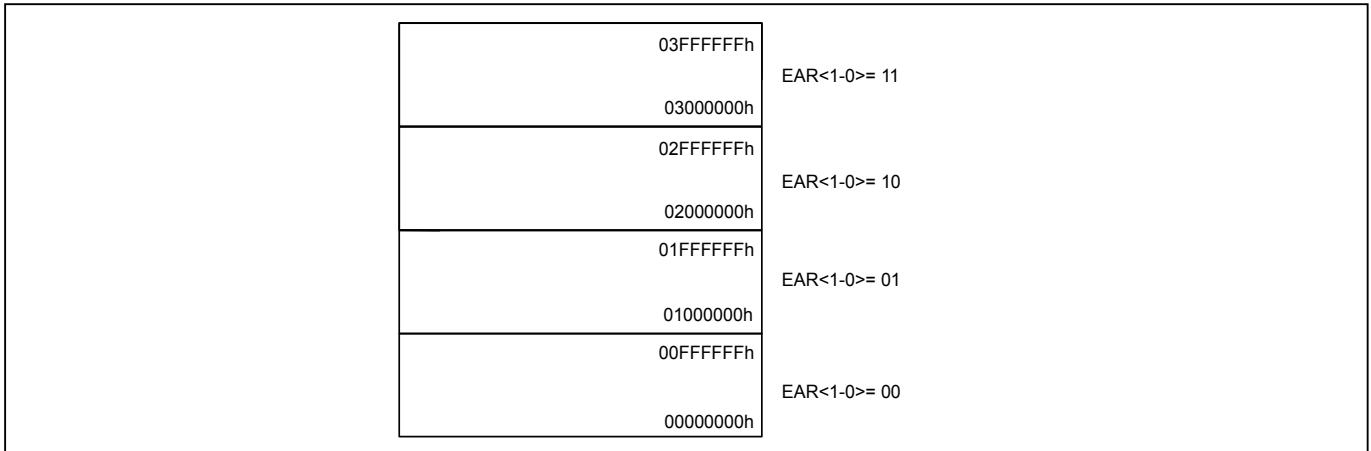 03FFFFFFh
EAR<1-0>= 11
03000000h
02FFFFFFh
EAR<1-0>= 10
02000000h
01FFFFFFh
EAR<1-0>= 01
01000000h
00FFFFFFh
EAR<1-0>= 00
00000000h